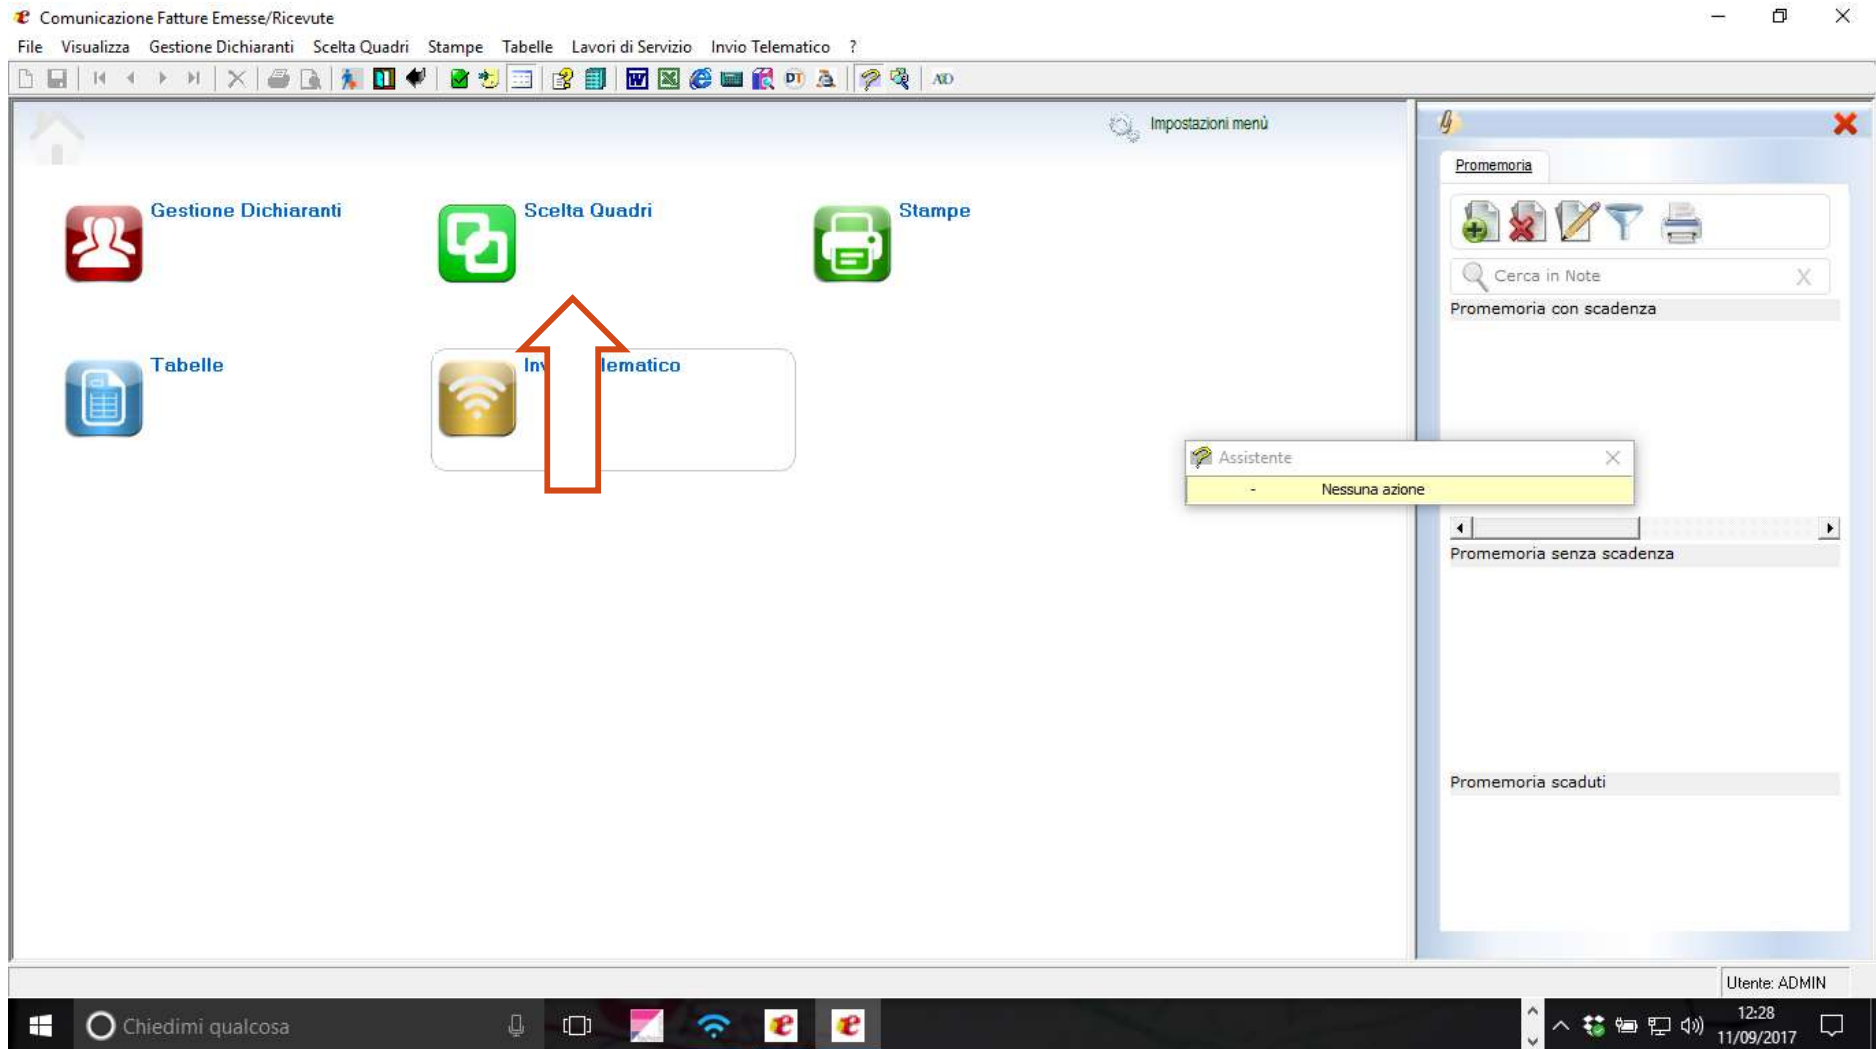 Comunicazione Fatture Emesse/Ricevute
File Visualizza Gestione Dichiaranti Scelta Quadri Stampe Tabelle Lavori di Servizio Invio Telematico ?
Impostazioni menù
Promemoria
Gestione Dichiaranti
Scelta Quadri
Stampe
Cerca in Note X
Promemoria con scadenza
Tabelle
Assistente
- Nessuna azione
Promemoria senza scadenza
Promemoria scaduti
Utente: ADMIN
Chiedimi qualcosa
12:28
11/09/2017